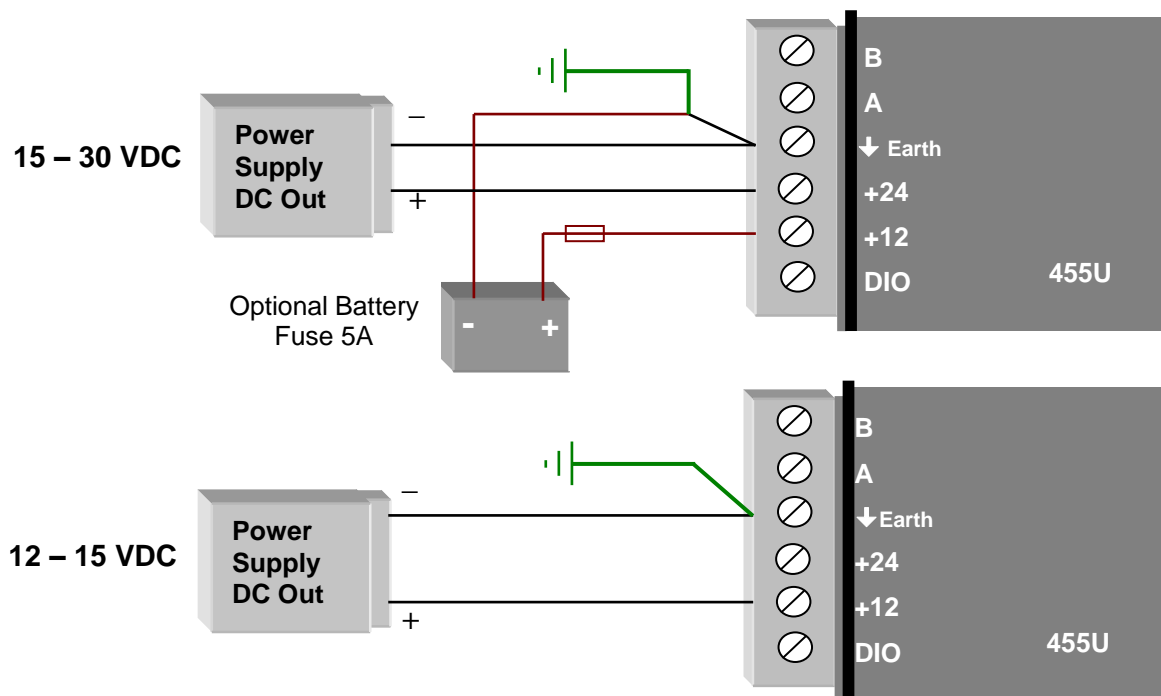 15 – 30 VDC
Power
Supply
DC Out
–
+
Optional Battery
Fuse 5A
- +
B
A
Earth
+24
+12
DIO
455U
12 – 15 VDC
Power
Supply
DC Out
–
+
B
A
Earth
+24
+12
DIO
455U